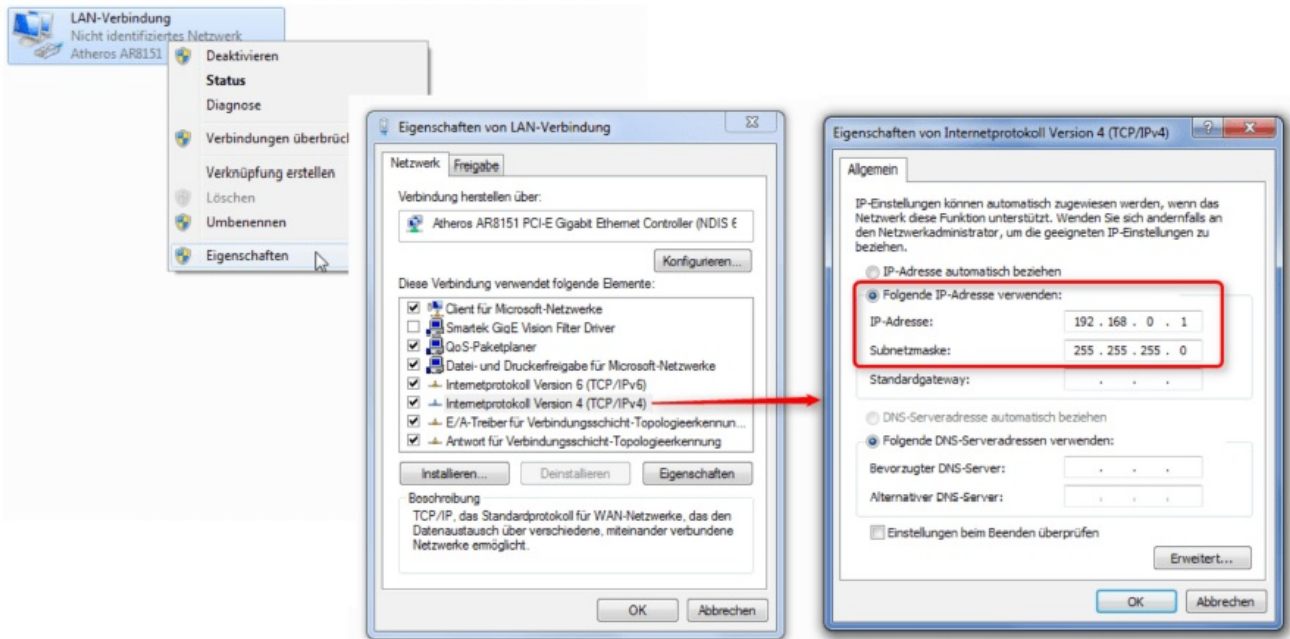 LAN-Verbindung
Nicht identifiziertes Netzwerk
Atheros AR8151
Deaktivieren
Status
Diagnose
Verbindungen überbrüc
Verknüpfung erstellen
Löschen
Umbenennen
Eigenschaften
Eigenschaften von LAN-Verbindung
Netzwerk Freigabe
Verbindung herstellen über:
Atheros AR8151 PCI-E Gigabit Ethernet Controller (NDIS 6
Konfigurieren...
Diese Verbindung verwendet folgende Elemente:
Client für Microsoft-Netzwerke
Smartek GigE Vision Filter Driver
QoS-Paketplaner
Datei- und Druckerfreigabe für Microsoft-Netzwerke
Internetprotokoll Version 6 (TCP/IPv6)
Internetprotokoll Version 4 (TCP/IPv4)
E/A-Treiber für Verbindungsschicht-Topologieerkennun...
Antwort für Verbindungsschicht-Topologieerkennung
Installieren... Deinstallieren Eigenschaften
Beschreibung
TCP/IP, das Standardprotokoll für WAN-Netzwerke, das den
Datenaustausch über verschiedene, miteinander verbundene
Netzwerke ermöglicht.
OK Abbrechen
Eigenschaften von Internetprotokoll Version 4 (TCP/IPv4)
Allgemein
IP-Einstellungen können automatisch zugewiesen werden, wenn das
Netzwerk diese Funktion unterstützt. Wenden Sie sich andernfalls an
den Netzwerkadministrator, um die geeigneten IP-Einstellungen zu
beziehen.
IP-Adresse automatisch beziehen
Folgende IP-Adresse verwenden:
IP-Adresse: 192 . 168 . 0 . 1
Subnetzmaske: 255 . 255 . 255 . 0
Standardgateway: . . .
DNS-Serveradresse automatisch beziehen
Folgende DNS-Serveradressen verwenden:
Bevorzugter DNS-Server: . . .
Alternativer DNS-Server: . . .
Einstellungen beim Beenden überprüfen
Erweitert...
OK Abbrechen